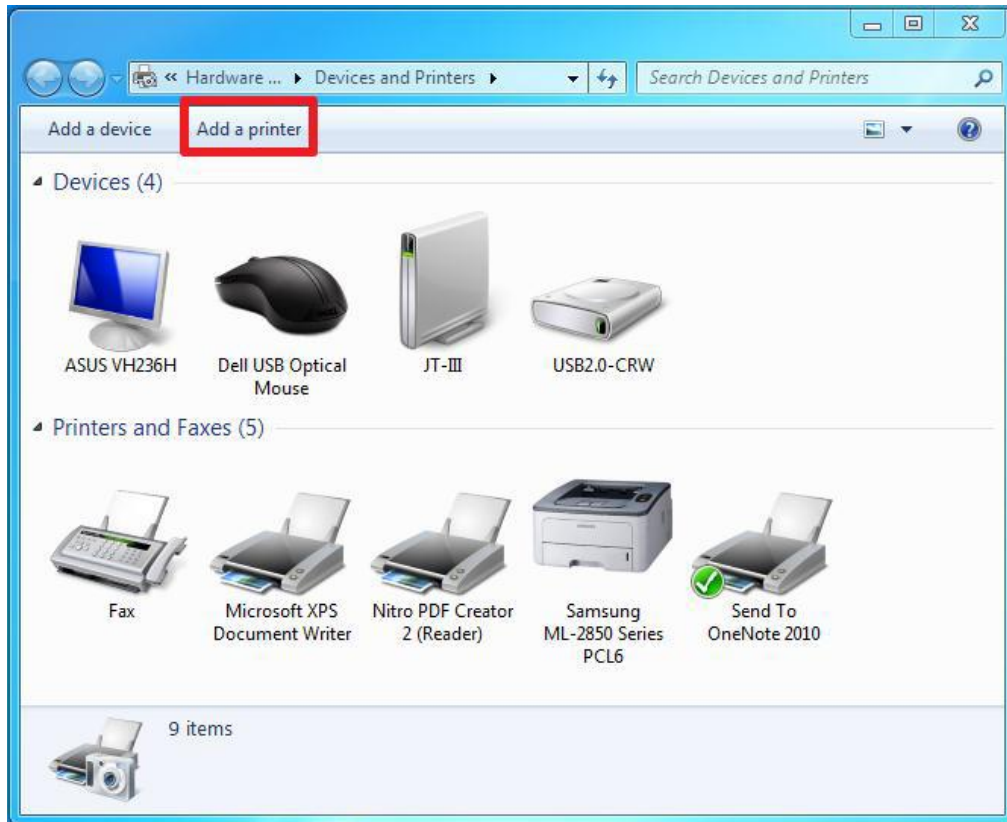 « Hardware ... ▸ Devices and Printers ▸
Search Devices and Printers
Add a device
Add a printer
Devices (4)
ASUS VH236H
Dell USB Optical
Mouse
JT-III
USB2.0-CRW
Printers and Faxes (5)
Fax
Microsoft XPS
Document Writer
Nitro PDF Creator
2 (Reader)
Samsung
ML-2850 Series
PCL6
Send To
OneNote 2010
9 items